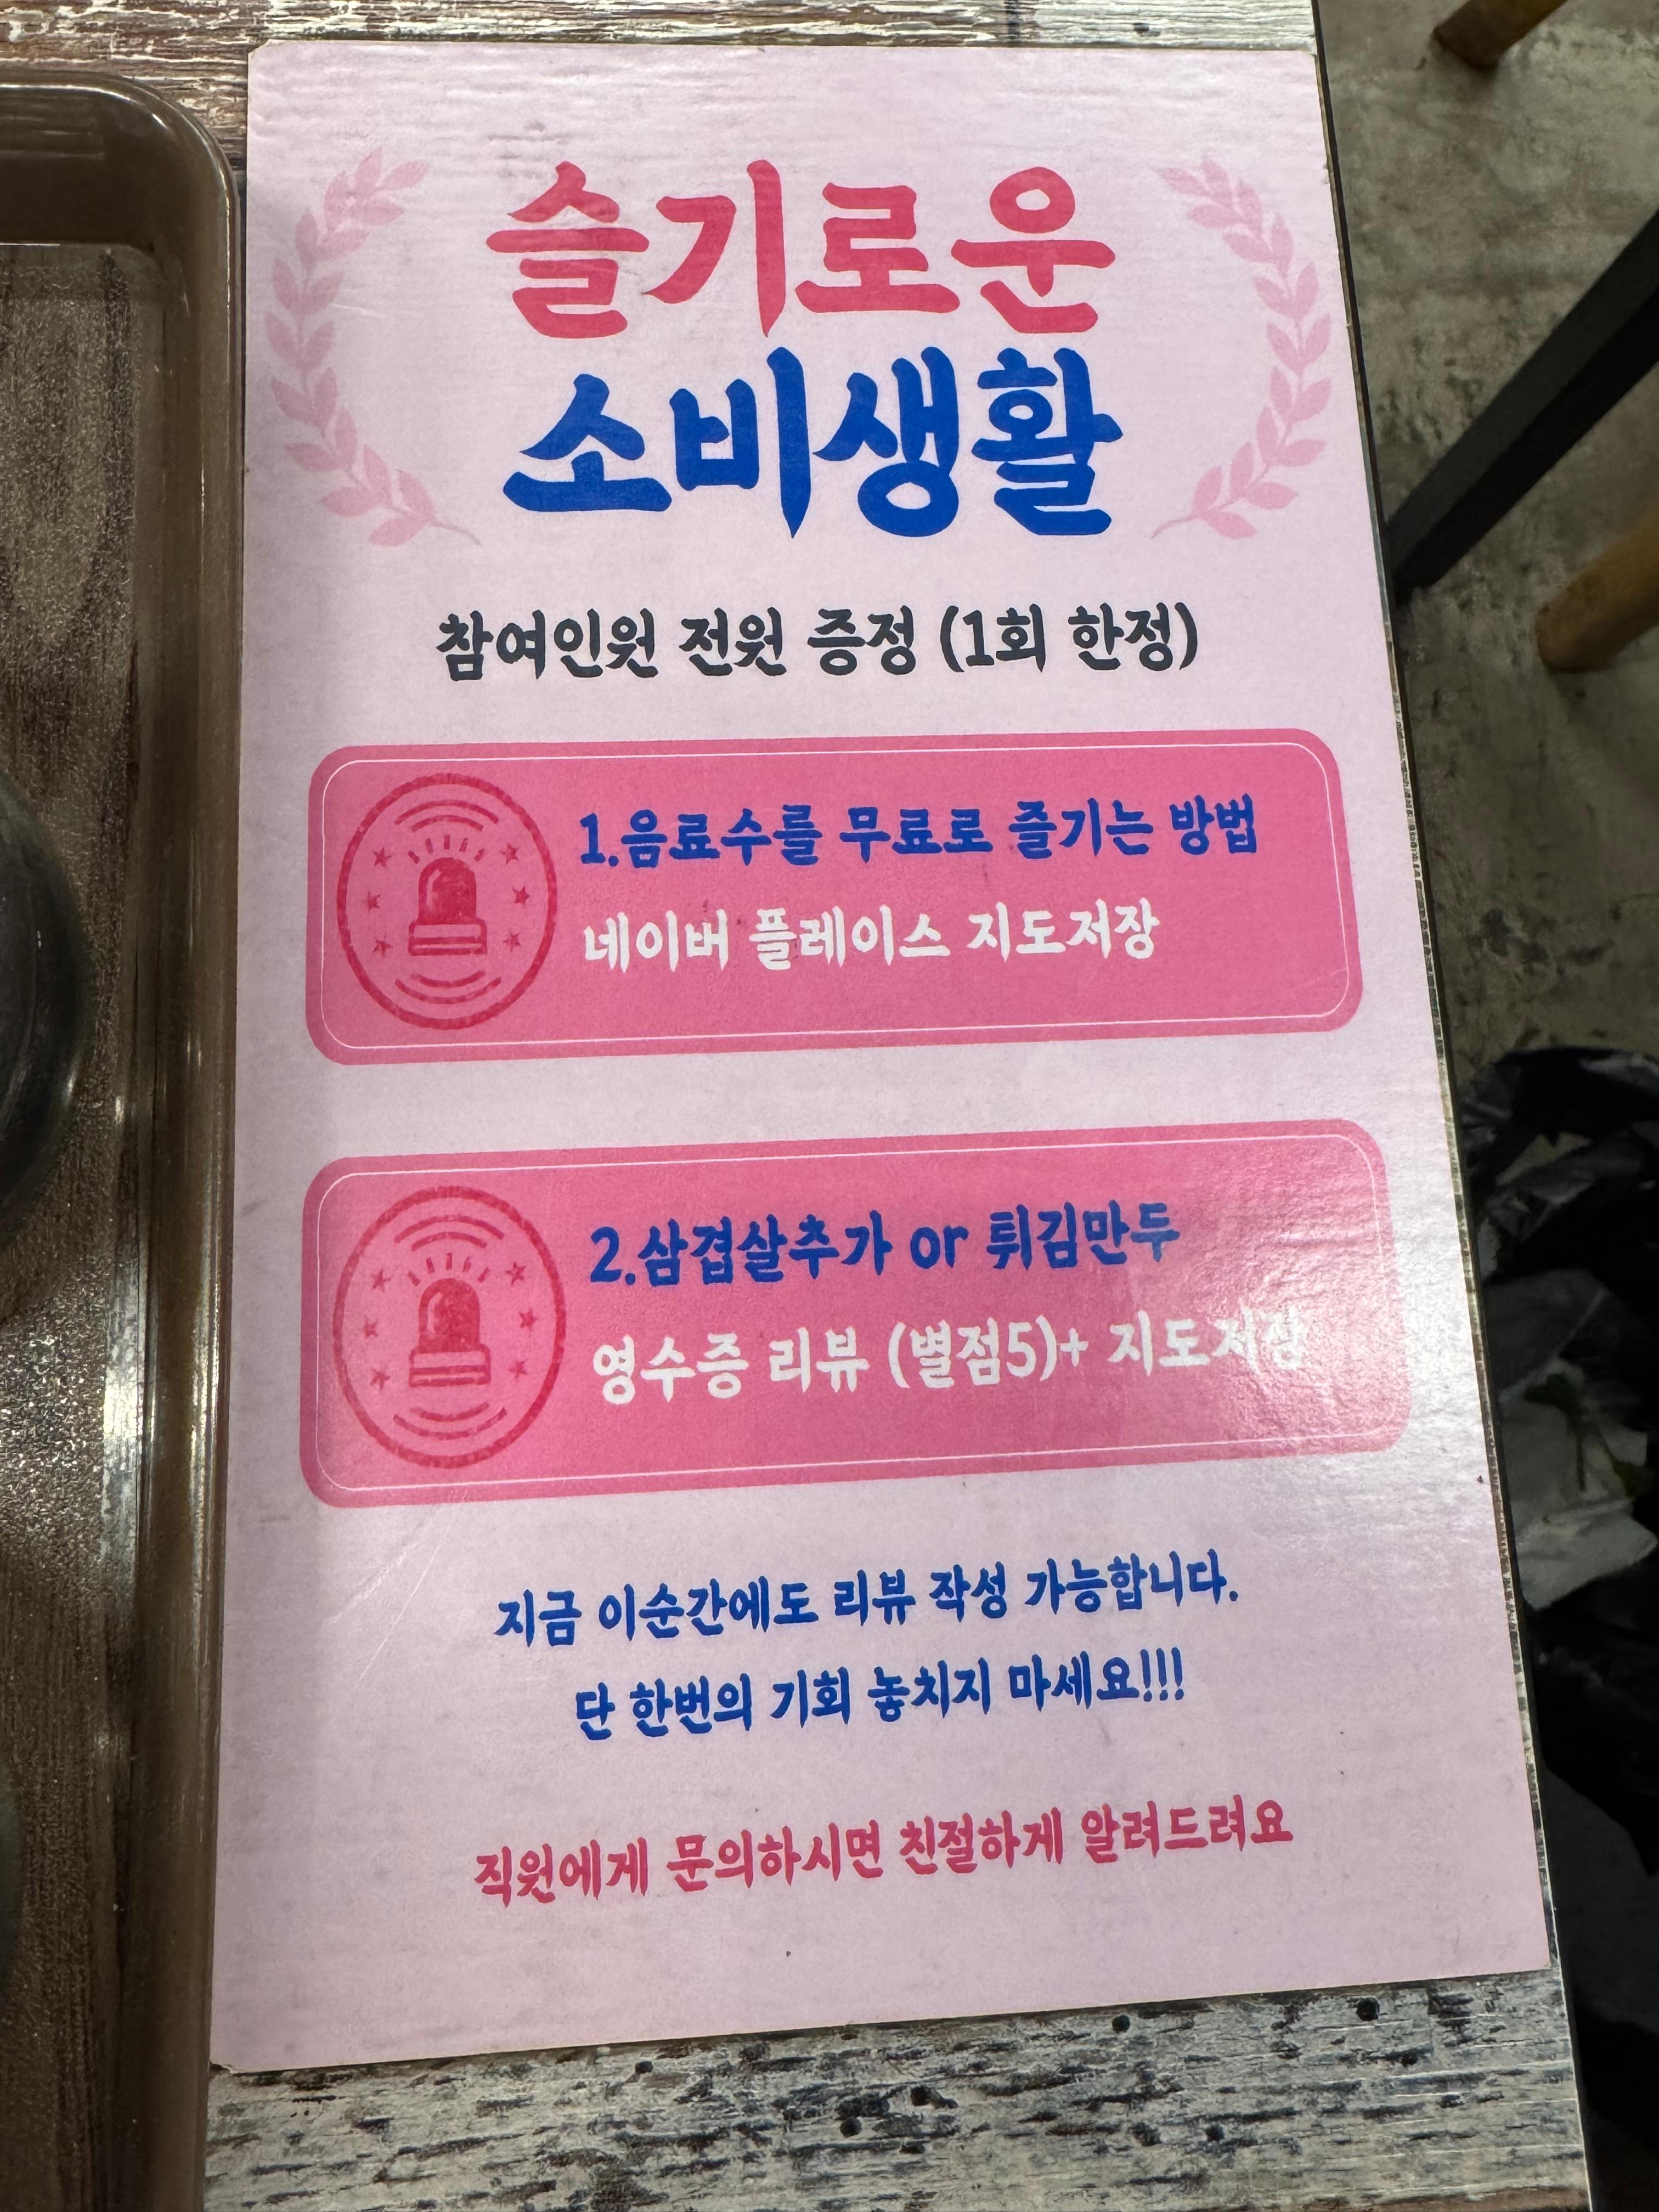 슬기로운
소비생활
참여인원 전원 증정 (1회 한정)
1.음료수를 무료로 즐기는 방법
네이버 플레이스 지도저장
2.삼겹살추가 or 튀김만두
영수증 리뷰 (별점5)+ 지도저장
지금 이순간에도 리뷰 작성 가능합니다.
단 한번의 기회 놓치지 마세요!!!
직원에게 문의하시면 친절하게 알려드려요